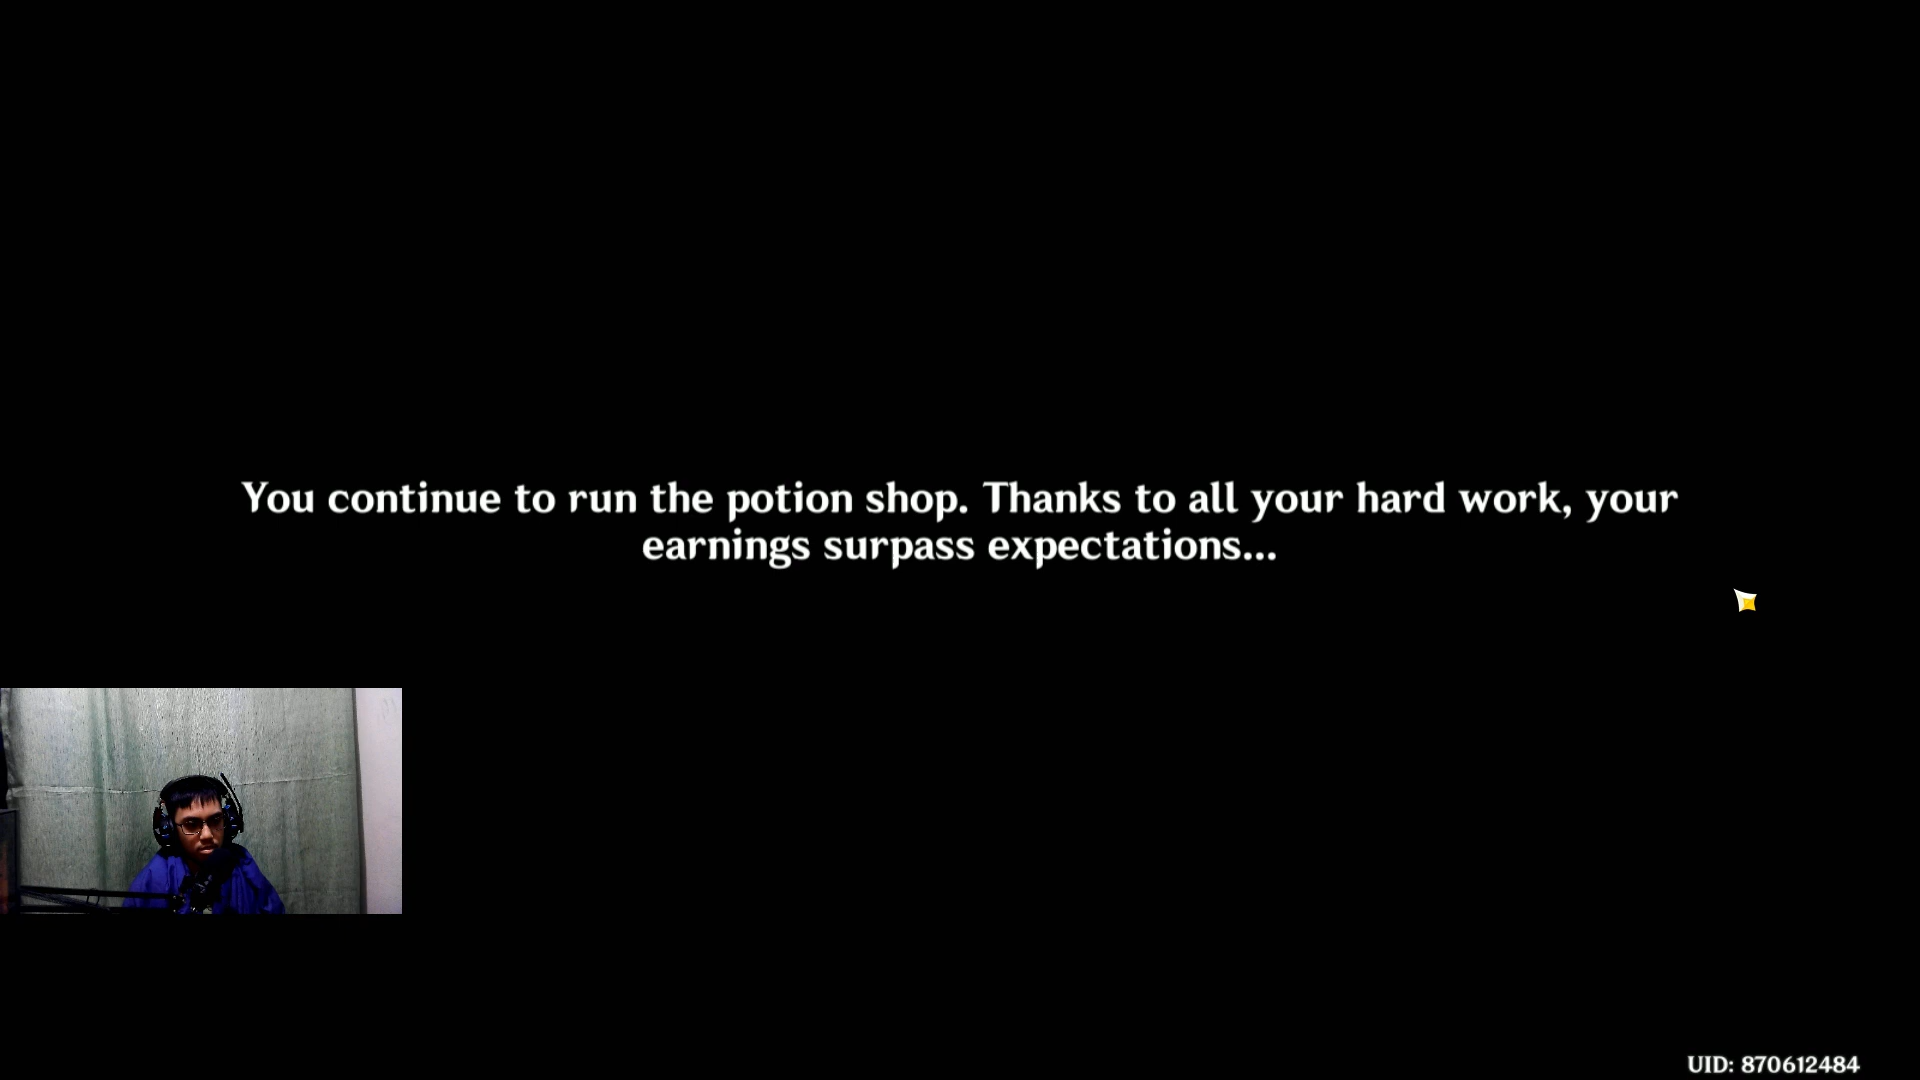 You continue to run the potion shop. Thanks to all your hard work, your
earnings surpass expectations...
UID: 870612484